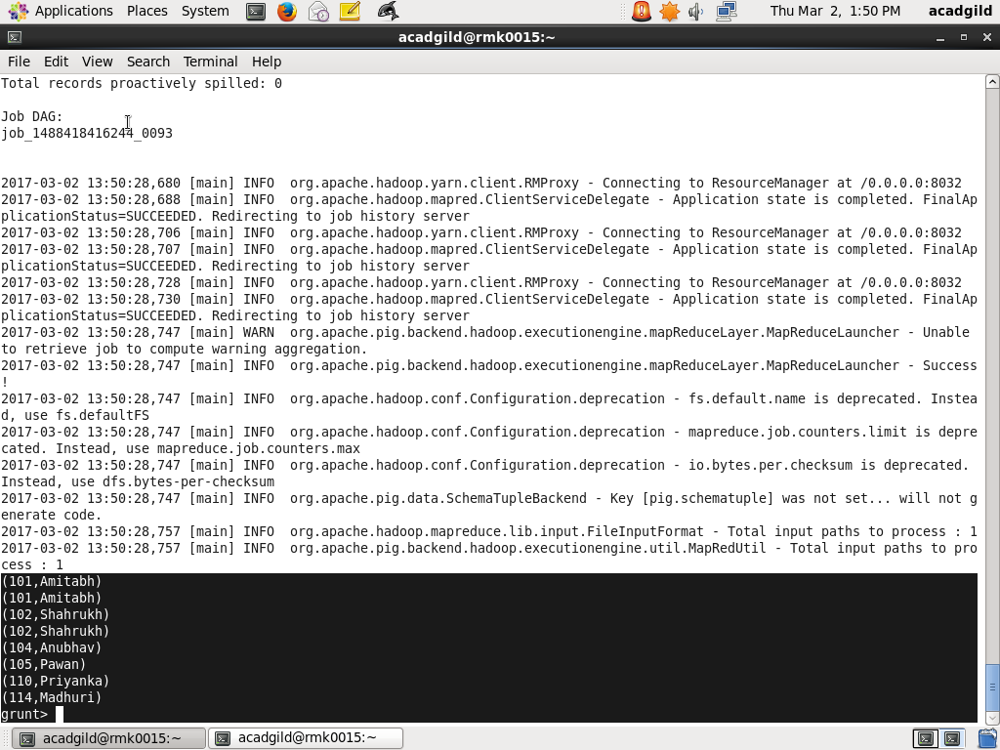 Applications Places System Thu Mar 2, 1:50 PM acadgild
acadgild@rmk0015:~
File Edit View Search Terminal Help
Total records proactively spilled: 0
Job DAG:
job_1488418416244_0093
2017-03-02 13:50:28,680 [main] INFO  org.apache.hadoop.yarn.client.RMProxy - Connecting to ResourceManager at /0.0.0.0:8032
2017-03-02 13:50:28,688 [main] INFO  org.apache.hadoop.mapred.ClientServiceDelegate - Application state is completed. FinalAp
plicationStatus=SUCCEEDED. Redirecting to job history server
2017-03-02 13:50:28,706 [main] INFO  org.apache.hadoop.yarn.client.RMProxy - Connecting to ResourceManager at /0.0.0.0:8032
2017-03-02 13:50:28,707 [main] INFO  org.apache.hadoop.mapred.ClientServiceDelegate - Application state is completed. FinalAp
plicationStatus=SUCCEEDED. Redirecting to job history server
2017-03-02 13:50:28,728 [main] INFO  org.apache.hadoop.yarn.client.RMProxy - Connecting to ResourceManager at /0.0.0.0:8032
2017-03-02 13:50:28,730 [main] INFO  org.apache.hadoop.mapred.ClientServiceDelegate - Application state is completed. FinalAp
plicationStatus=SUCCEEDED. Redirecting to job history server
2017-03-02 13:50:28,747 [main] WARN  org.apache.pig.backend.hadoop.executionengine.mapReduceLayer.MapReduceLauncher - Unable
to retrieve job to compute warning aggregation.
2017-03-02 13:50:28,747 [main] INFO  org.apache.pig.backend.hadoop.executionengine.mapReduceLayer.MapReduceLauncher - Success
!
2017-03-02 13:50:28,747 [main] INFO  org.apache.hadoop.conf.Configuration.deprecation - fs.default.name is deprecated. Instea
d, use fs.defaultFS
2017-03-02 13:50:28,747 [main] INFO  org.apache.hadoop.conf.Configuration.deprecation - mapreduce.job.counters.limit is depre
cated. Instead, use mapreduce.job.counters.max
2017-03-02 13:50:28,747 [main] INFO  org.apache.hadoop.conf.Configuration.deprecation - io.bytes.per.checksum is deprecated.
Instead, use dfs.bytes-per-checksum
2017-03-02 13:50:28,747 [main] INFO  org.apache.pig.data.SchemaTupleBackend - Key [pig.schematuple] was not set... will not g
enerate code.
2017-03-02 13:50:28,757 [main] INFO  org.apache.hadoop.mapreduce.lib.input.FileInputFormat - Total input paths to process : 1
2017-03-02 13:50:28,757 [main] INFO  org.apache.pig.backend.hadoop.executionengine.util.MapRedUtil - Total input paths to pro
cess : 1
(101,Amitabh)
(101,Amitabh)
(102,Shahrukh)
(102,Shahrukh)
(104,Anubhav)
(105,Pawan)
(110,Priyanka)
(114,Madhuri)
grunt>
acadgild@rmk0015:~ acadgild@rmk0015:~